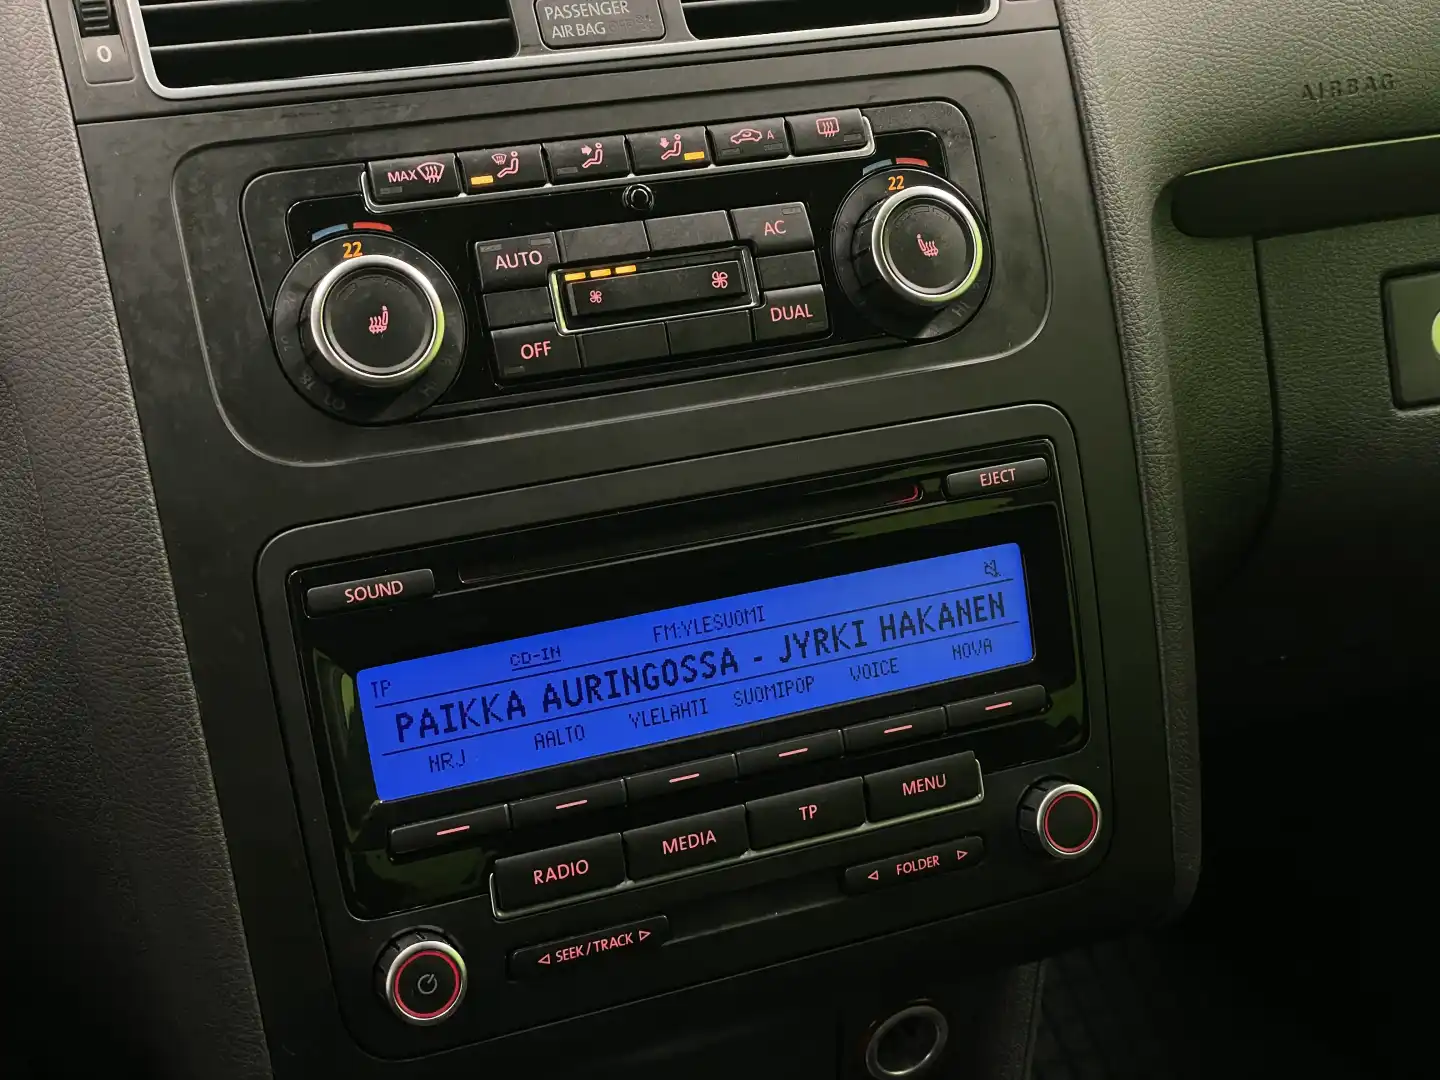 0
PASSENGER
AIR BAG
AIRBAG
MAX
A
22
22
AUTO
AC
OFF
DUAL
EJECT
SOUND
TP
CD-IN
FM:YLESUOMI
PAIKKA AURINGOSSA - JYRKI HAKANEN
NRJ
AALTO
YLELAHTI
SUOMIPOP
VOICE
NOVA
RADIO
MEDIA
TP
MENU
SEEK/TRACK
FOLDER